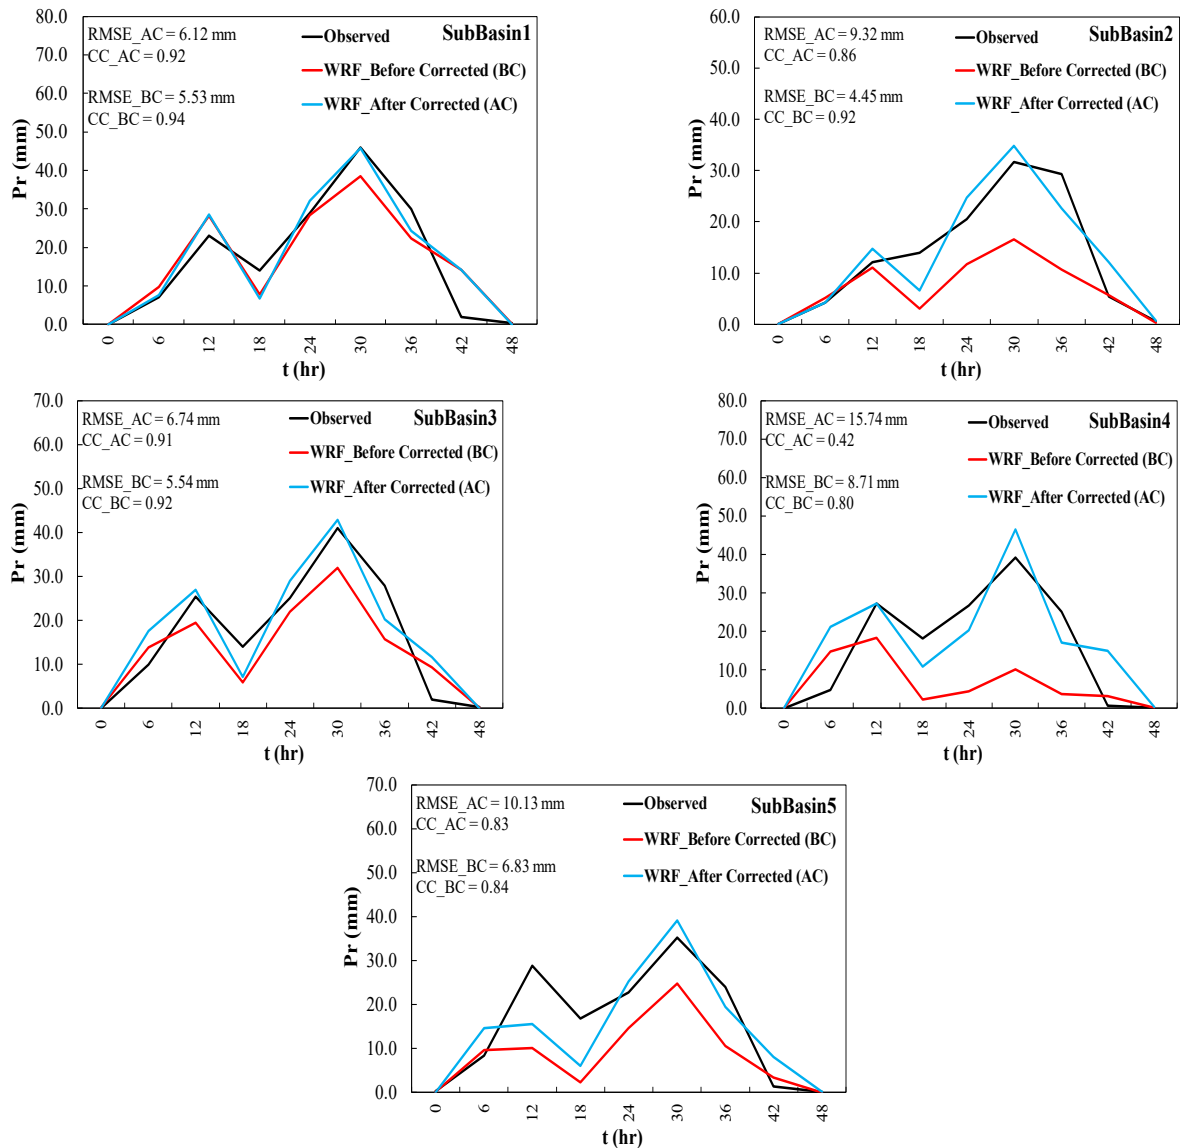 80.0
70.0
60.0
50.0
40.0
30.0
20.0
10.0
0.0
Pr (mm)
RMSE_AC = 6.12 mm
CC_AC = 0.92
RMSE_BC = 5.53 mm
CC_BC = 0.94
SubBasin1
Observed
WRF_Before Corrected (BC)
WRF_After Corrected (AC)
0 6 12 18 24 30 36 42 48
t (hr)
60.0
50.0
40.0
30.0
20.0
10.0
0.0
Pr (mm)
RMSE_AC = 9.32 mm
CC_AC = 0.86
RMSE_BC = 4.45 mm
CC_BC = 0.92
SubBasin2
Observed
WRF_Before Corrected (BC)
WRF_After Corrected (AC)
0 6 12 18 24 30 36 42 48
t (hr)
70.0
60.0
50.0
40.0
30.0
20.0
10.0
0.0
Pr (mm)
RMSE_AC = 6.74 mm
CC_AC = 0.91
RMSE_BC = 5.54 mm
CC_BC = 0.92
SubBasin3
Observed
WRF_Before Corrected (BC)
WRF_After Corrected (AC)
0 6 12 18 24 30 36 42 48
t (hr)
80.0
70.0
60.0
50.0
40.0
30.0
20.0
10.0
0.0
Pr (mm)
RMSE_AC = 15.74 mm
CC_AC = 0.42
RMSE_BC = 8.71 mm
CC_BC = 0.80
SubBasin4
Observed
WRF_Before Corrected (BC)
WRF_After Corrected (AC)
0 6 12 18 24 30 36 42 48
t (hr)
70.0
60.0
50.0
40.0
30.0
20.0
10.0
0.0
Pr (mm)
RMSE_AC = 10.13 mm
CC_AC = 0.83
RMSE_BC = 6.83 mm
CC_BC = 0.84
SubBasin5
Observed
WRF_Before Corrected (BC)
WRF_After Corrected (AC)
0 6 12 18 24 30 36 42 48
t (hr)